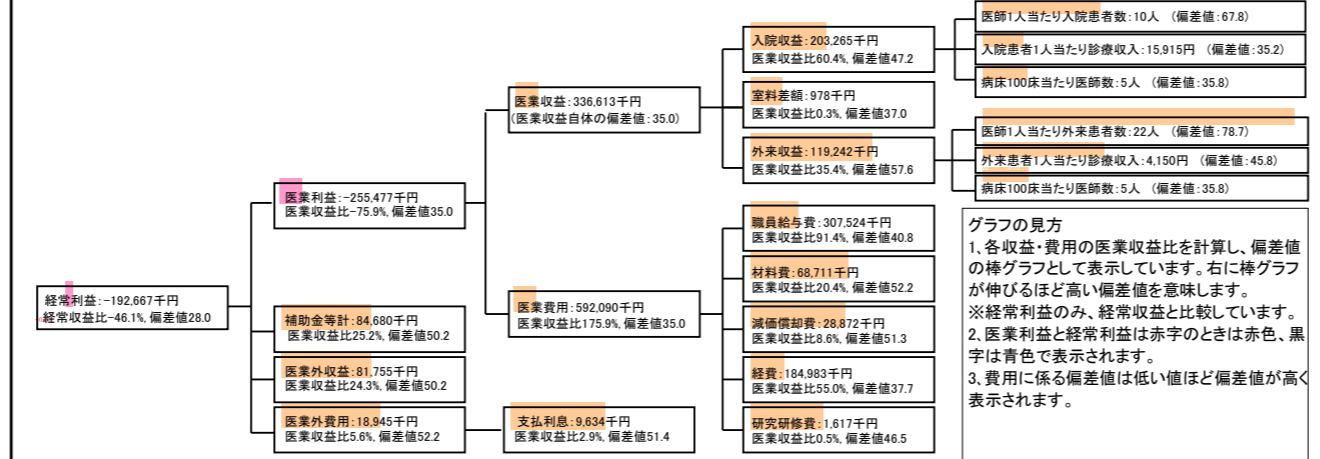 医師1人当たり入院患者数:10人 (偏差値:67.8)
入院収益:203,265千円
医業収益比60.4%, 偏差値47.2
入院患者1人当たり診療収入:15,915円 (偏差値:35.2)
病床100床当たり医師数:5人 (偏差値:35.8)
医業収益:336,613千円
(医業収益自体の偏差値:35.0)
室料差額:978千円
医業収益比0.3%, 偏差値37.0
医師1人当たり外来患者数:22人 (偏差値:78.7)
外来収益:119,242千円
医業収益比35.4%, 偏差値57.6
外来患者1人当たり診療収入:4,150円 (偏差値:45.8)
病床100床当たり医師数:5人 (偏差値:35.8)
医業利益:-255,477千円
医業収益比-75.9%, 偏差値35.0
職員給与費:307,524千円
医業収益比91.4%, 偏差値40.8
材料費:68,711千円
医業収益比20.4%, 偏差値52.2
経常利益:-192,667千円
経常収益比-46.1%, 偏差値28.0
医業費用:592,090千円
医業収益比175.9%, 偏差値35.0
補助金等計:84,680千円
医業収益比25.2%, 偏差値50.2
減価償却費:28,872千円
医業収益比8.6%, 偏差値51.3
医業外収益:81,755千円
医業収益比24.3%, 偏差値50.2
経費:184,983千円
医業収益比55.0%, 偏差値37.7
医業外費用:18,945千円
医業収益比5.6%, 偏差値52.2
支払利息:9,634千円
医業収益比2.9%, 偏差値51.4
研究研修費:1,617千円
医業収益比0.5%, 偏差値46.5
グラフの見方
1、各収益・費用の医業収益比を計算し、偏差値
の棒グラフとして表示しています。右に棒グラフ
が伸びるほど高い偏差値を意味します。
※経常利益のみ、経常収益と比較しています。
2、医業利益と経常利益は赤字のときは赤色、黒
字は青色で表示されます。
3、費用に係る偏差値は低い値ほど偏差値が高く
表示されます。